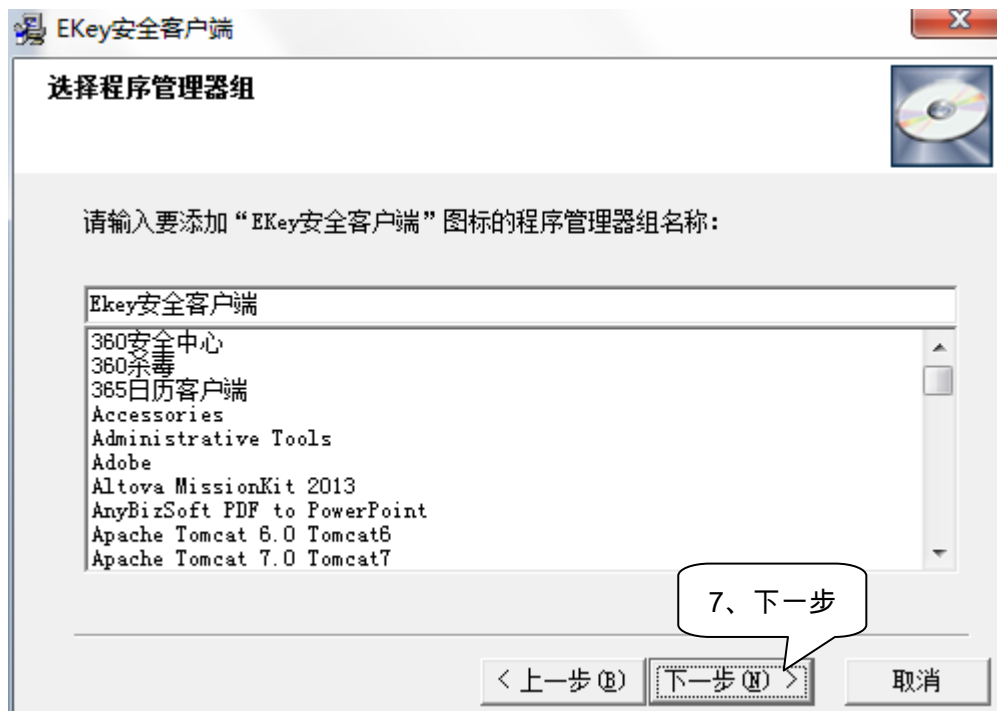 EKey安全客户端
选择程序管理器组
请输入要添加“EKey安全客户端”图标的程序管理器组名称：
Ekey安全客户端
360安全中心
360杀毒
365日历客户端
Accessories
Administrative Tools
Adobe
Altova MissionKit 2013
AnyBizSoft PDF to PowerPoint
Apache Tomcat 6.0 Tomcat6
Apache Tomcat 7.0 Tomcat7
7、下一步
< 上一步(B)
下一步(N) >
取消